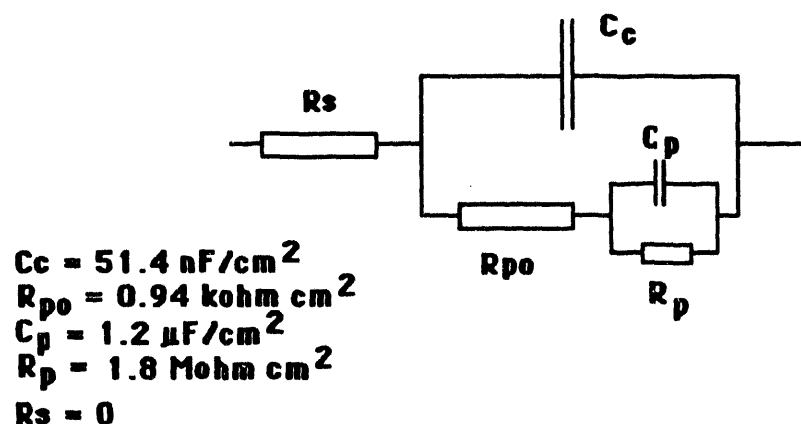 Cc
Rs
Cp
Rpo
Rp
Cc = 51.4 nF/cm2
Rpo = 0.94 kohm cm2
Cp = 1.2 µF/cm2
Rp = 1.8 Mohm cm2
Rs = 0